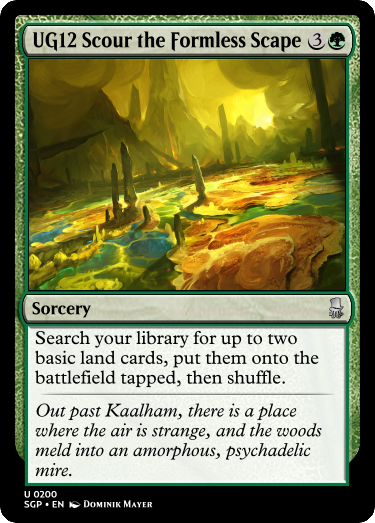 UG12 Scour the Formless Scape 3
Sorcery
Search your library for up to two
basic land cards, put them onto the
battlefield tapped, then shuffle.
Out past Kaalham, there is a place
where the air is strange, and the woods
meld into an amorphous, psychadelic
mire.
U 0200
SGP • EN Dominik Mayer